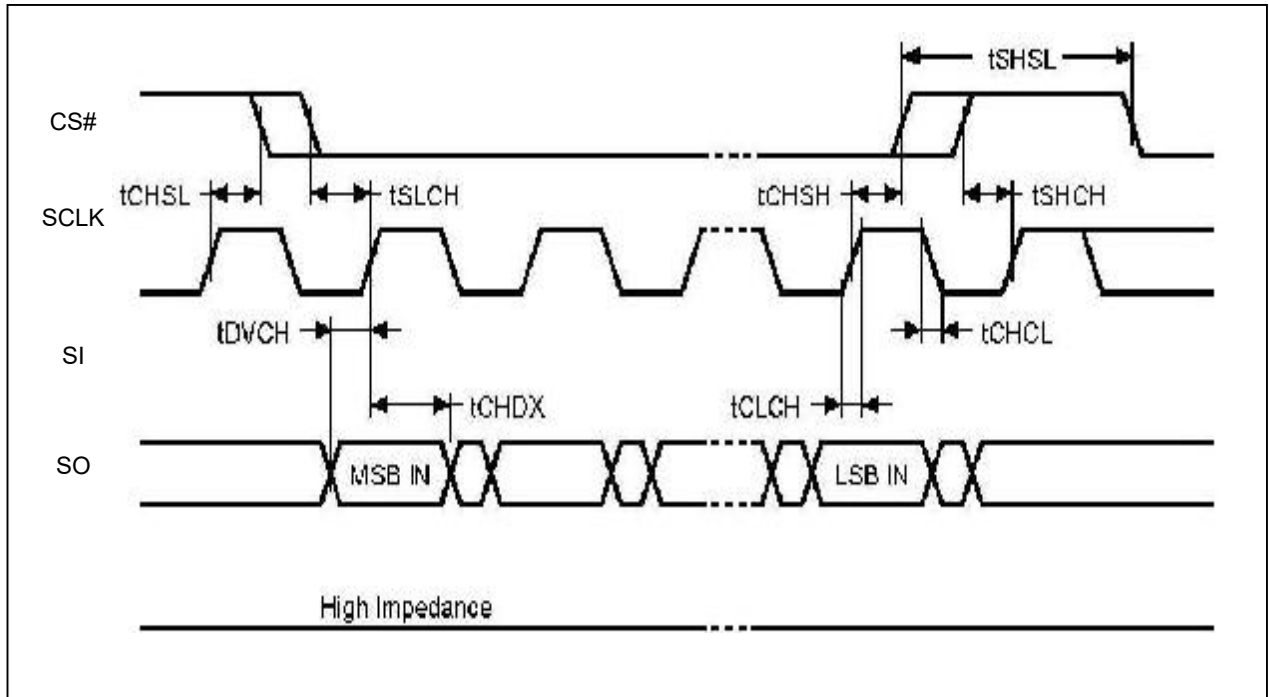 tSHSL
CS#
tCHSL
tSLCH
tCHSH
tSHCH
SCLK
tDVCH
tCHCL
SI
tCHDX
tCLCH
SO
MSB IN
LSB IN
High Impedance